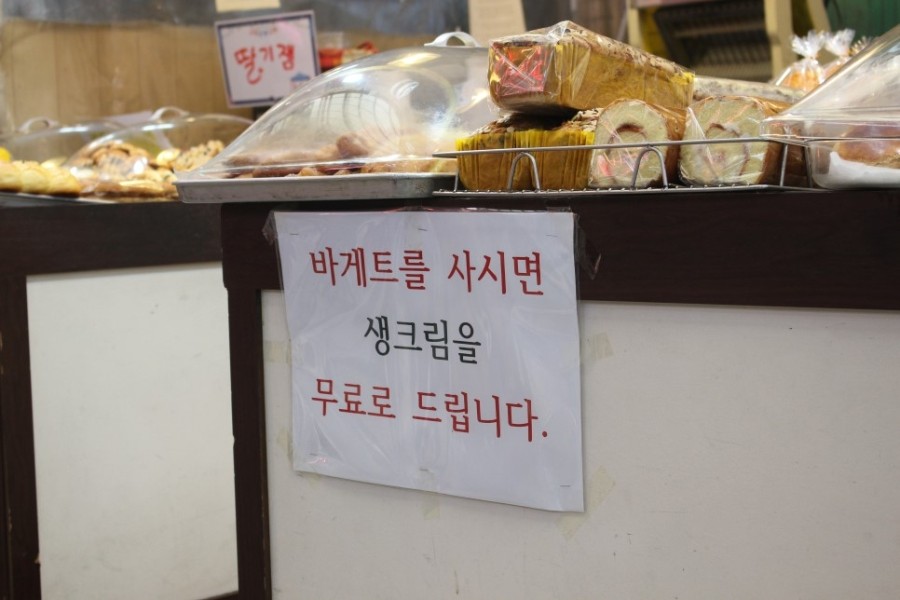 딸기잼
바게트를 사시면
생크림을
무료로 드립니다.